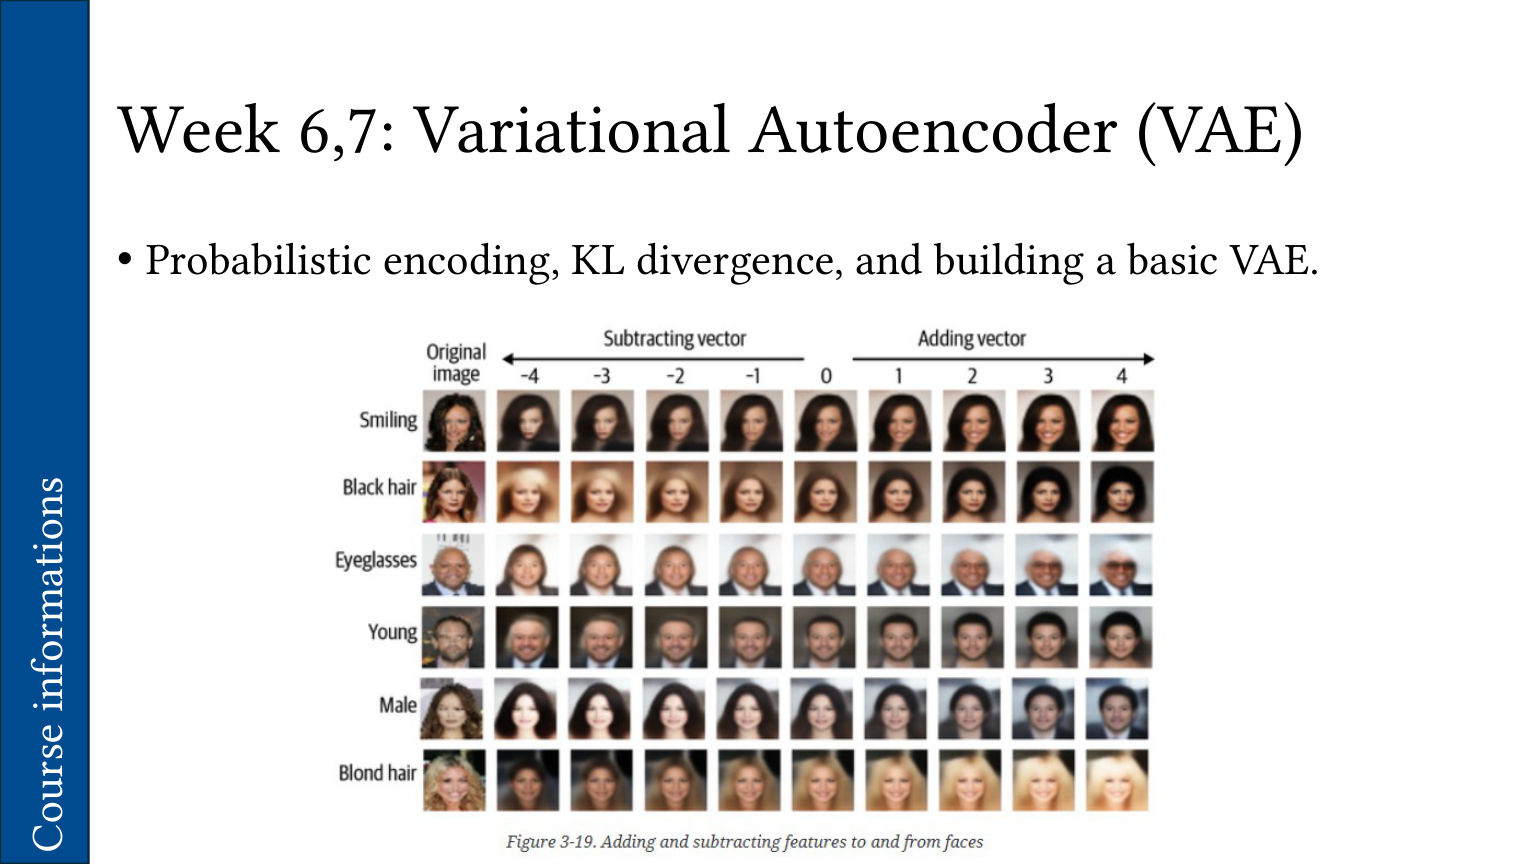 Course informations
Week 6,7: Variational Autoencoder (VAE)
• Probabilistic encoding, KL divergence, and building a basic VAE.
Subtracting vector Adding vector
Original
image -4 -3 -2 -1 0 1 2 3 4
Smiling
Black hair
Eyeglasses
Young
Male
Blond hair
Figure 3-19. Adding and subtracting features to and from faces